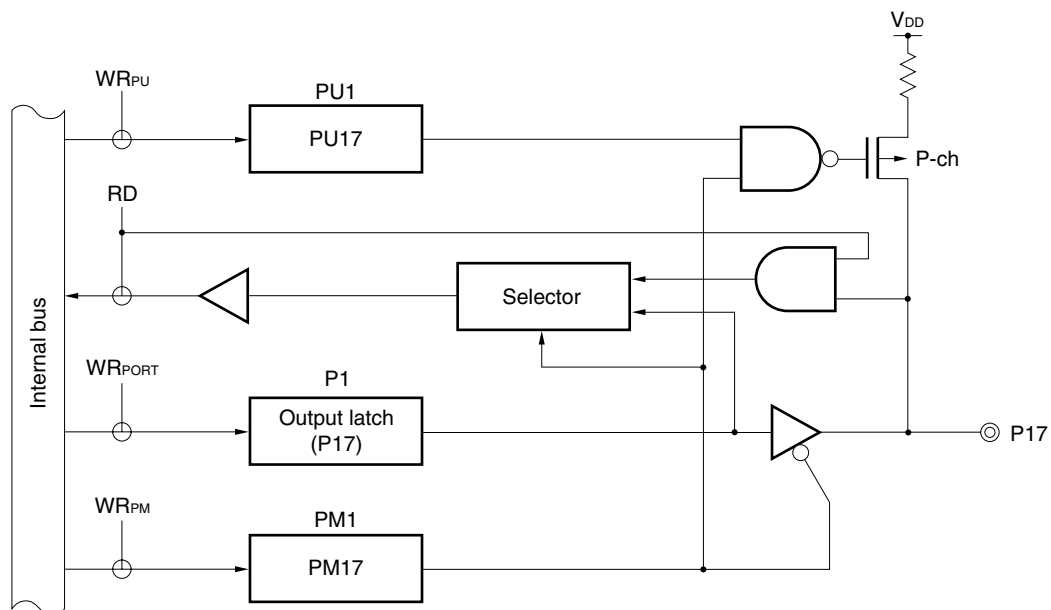 VDD
WRPU
PU1
PU17
P-ch
RD
Selector
Internal bus
WRPORT
P1
Output latch
(P17)
P17
WRPM
PM1
PM17